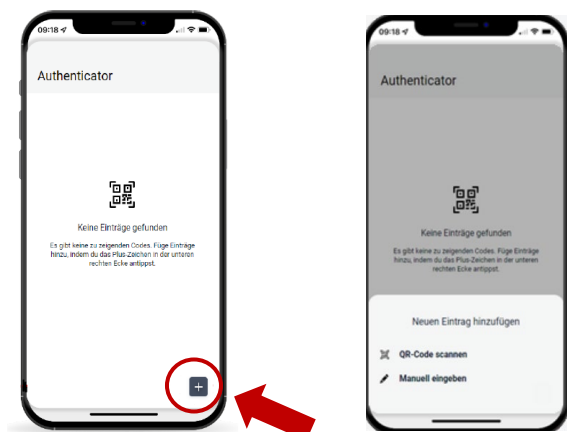 09:18
Authenticator
Keine Einträge gefunden
Es gibt keine zu zeigenden Codes. Füge Einträge
hinzu, indem du das Plus-Zeichen in der unteren
rechten Ecke antippst.
09:18
Authenticator
Keine Einträge gefunden
Es gibt keine zu zeigenden Codes. Füge Einträge
hinzu, indem du das Plus-Zeichen in der unteren
rechten Ecke antippst.
Neuen Eintrag hinzufügen
QR-Code scannen
Manuell eingeben